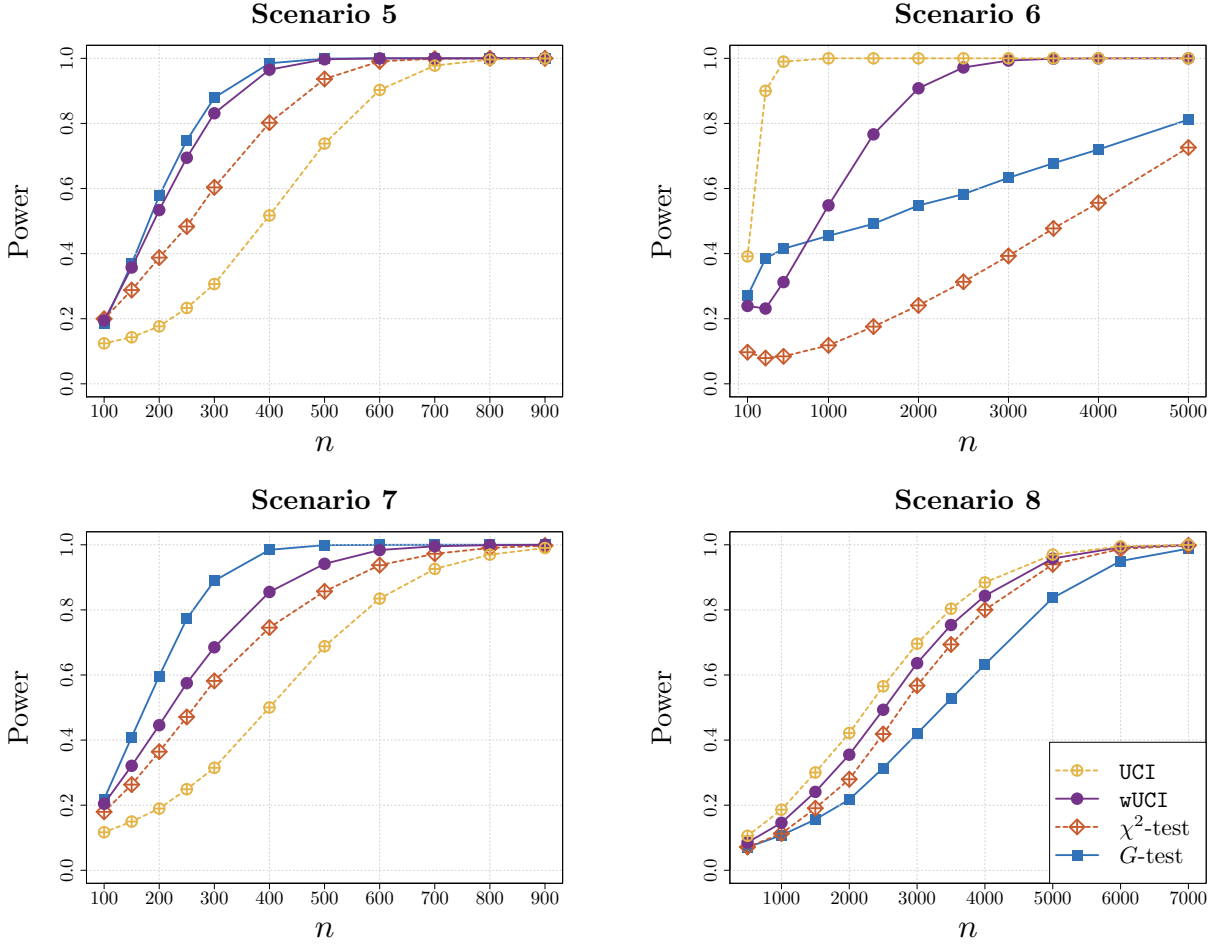 Scenario 5
Power
0.0 0.2 0.4 0.6 0.8 1.0
100 200 300 400 500 600 700 800 900
n
Scenario 6
Power
0.0 0.2 0.4 0.6 0.8 1.0
100 1000 2000 3000 4000 5000
n
Scenario 7
Power
0.0 0.2 0.4 0.6 0.8 1.0
100 200 300 400 500 600 700 800 900
n
Scenario 8
Power
0.0 0.2 0.4 0.6 0.8 1.0
1000 2000 3000 4000 5000 6000 7000
n
UCI
wUCI
χ²-test
G-test